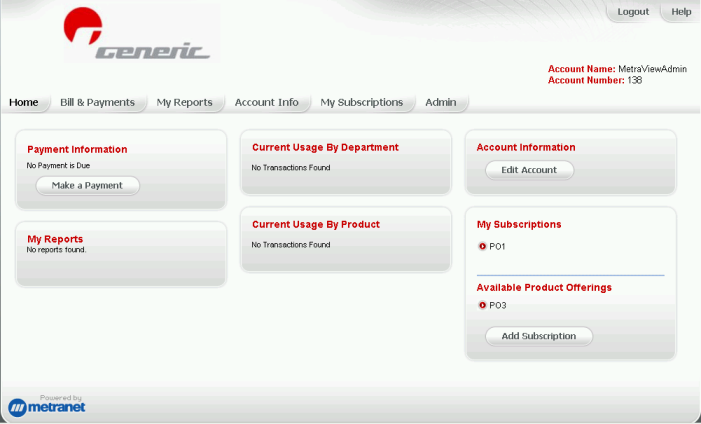 Logout Help
GENERIC
Account Name: MetraViewAdmin
Account Number: 138
Home Bill & Payments My Reports Account Info My Subscriptions Admin
Payment Information
No Payment is Due
Make a Payment
My Reports
No reports found.
Current Usage By Department
No Transactions Found
Current Usage By Product
No Transactions Found
Account Information
Edit Account
My Subscriptions
PO1
Available Product Offerings
PO3
Add Subscription
Powered by
metranet